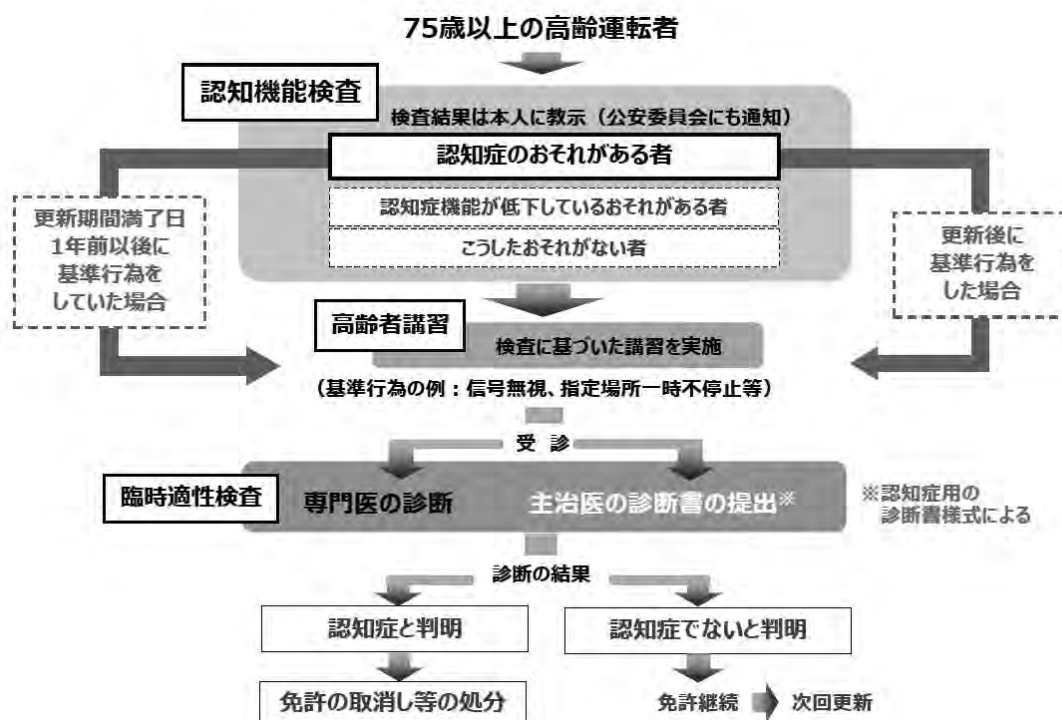 75歳以上の高齢運転者
認知機能検査
検査結果は本人に教示（公安委員会にも通知）
認知症のおそれがある者
認知症機能が低下しているおそれがある者
こうしたおそれがない者
更新期間満了日
1年前以後に
基準行為を
していた場合
更新後に
基準行為を
した場合
高齢者講習
検査に基づいた講習を実施
（基準行為の例：信号無視、指定場所一時不停止等）
受 診
臨時適性検査
専門医の診断
主治医の診断書の提出※
※認知症用の
診断書様式による
診断の結果
認知症と判明
認知症でないと判明
免許の取消し等の処分
免許継続
次回更新